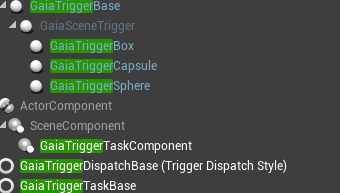 GaiaTriggerBase
GaiaSceneTrigger
GaiaTriggerBox
GaiaTriggerCapsule
GaiaTriggerSphere
ActorComponent
SceneComponent
GaiaTriggerTaskComponent
GaiaTriggerDispatchBase (Trigger Dispatch Style)
GaiaTriggerTaskBase